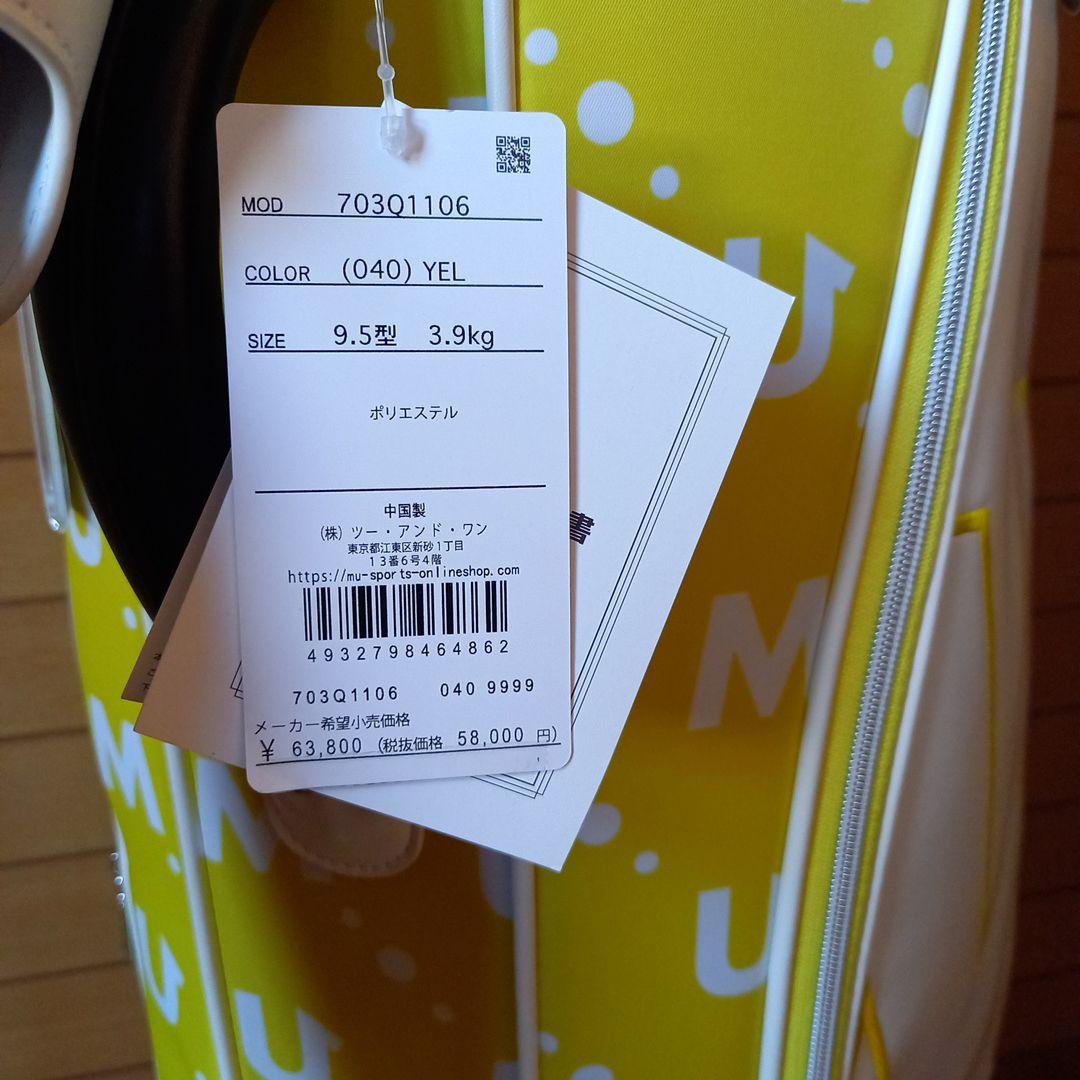 MOD 703Q1106
COLOR (040) YEL
SIZE 9.5型 3.9kg
ポリエステル
中国製
(株) ツー・アンド・ワン
東京都江東区新砂1丁目
13番6号4階
https://mu-sports-onlineshop.com
4932798464862
703Q1106 040 9999
メーカー希望小売価格
¥ 63,800 (税抜価格 58,000 円)
書
U
M
U
M
U
U